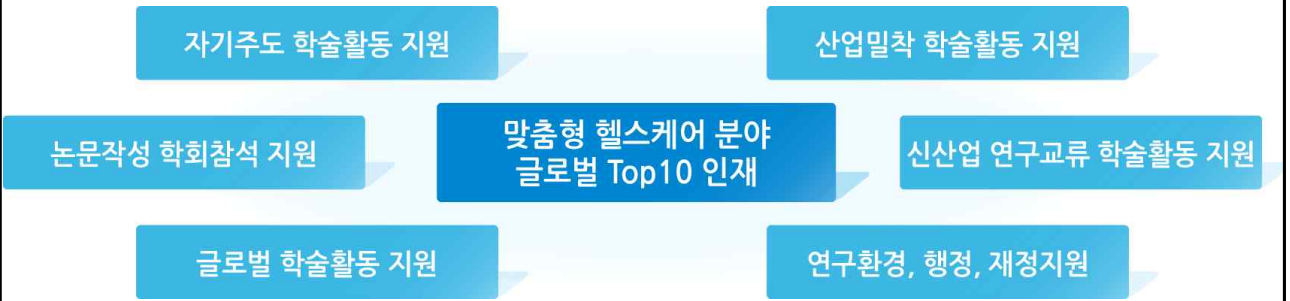 자기주도 학술활동 지원
산업밀착 학술활동 지원
논문작성 학회참석 지원
맞춤형 헬스케어 분야
글로벌 Top10 인재
신산업 연구교류 학술활동 지원
글로벌 학술활동 지원
연구환경, 행정, 재정지원